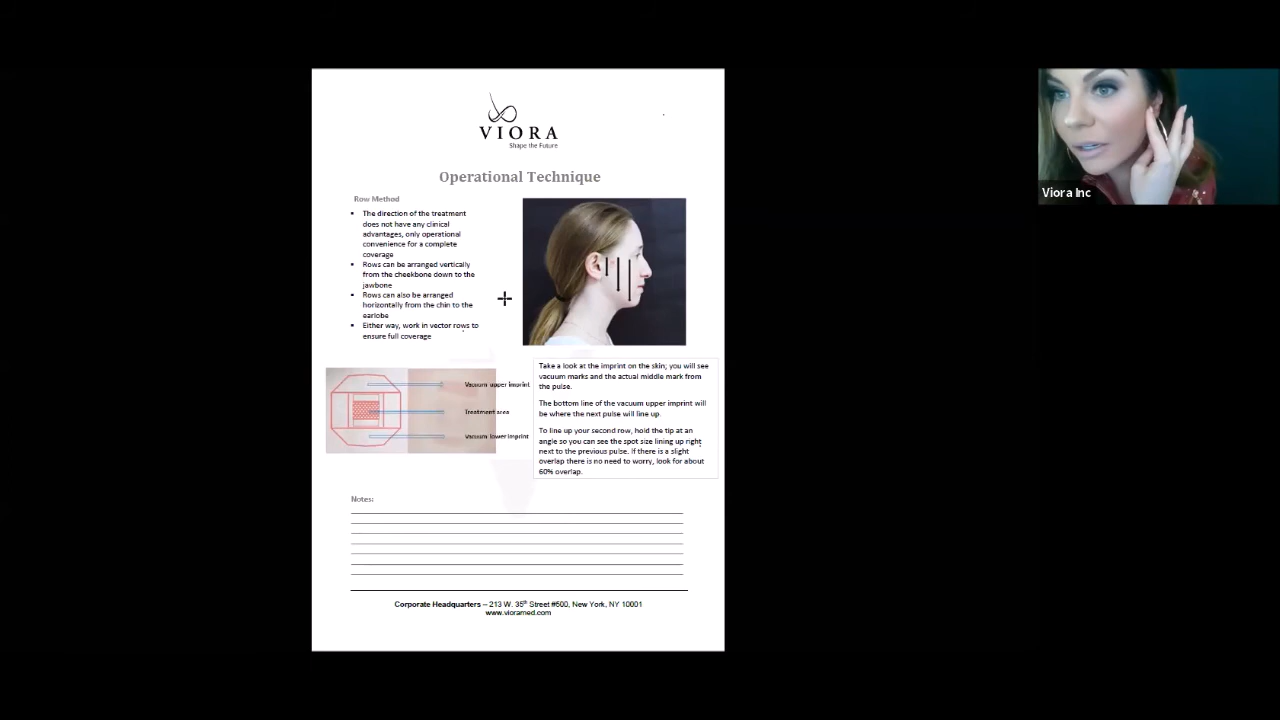 VIORA
Shape the Future
Operational Technique
Row Method
▪ The direction of the treatment
does not have any clinical
advantages, only operational
convenience for a complete
coverage
▪ Rows can be arranged vertically
from the cheekbone down to the
jawbone
▪ Rows can also be arranged
horizontally from the chin to the
earlobe
▪ Either way, work in vector rows to
ensure full coverage
Vacuum upper imprint
Treatment area
Vacuum lower imprint
Take a look at the imprint on the skin; you will see
vacuum marks and the actual middle mark from
the pulse.
The bottom line of the vacuum upper imprint will
be where the next pulse will line up.
To line up your second row, hold the tip at an
angle so you can see the spot size lining up right
next to the previous pulse. If there is a slight
overlap there is no need to worry, look for about
60% overlap.
Notes:
Corporate Headquarters – 213 W. 35th Street #500, New York, NY 10001
www.vioramed.com
Viora Inc